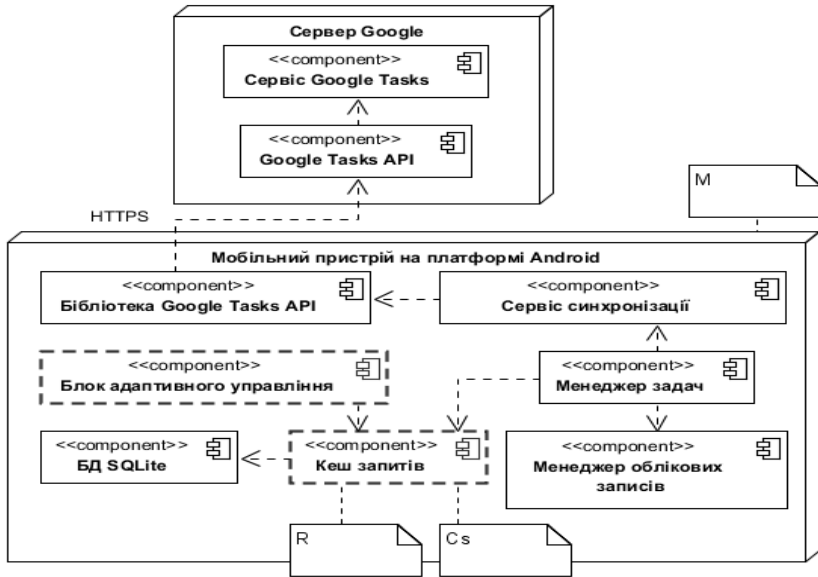 Сервер Google
<<component>>
Сервіс Google Tasks
<<component>>
Google Tasks API
M
HTTPS
Мобільний пристрій на платформі Android
<<component>>
Бібліотека Google Tasks API
<<component>>
Сервіс синхронізації
<<component>>
Блок адаптивного управління
<<component>>
Менеджер задач
<<component>>
БД SQLite
<<component>>
Кеш запитів
<<component>>
Менеджер облікових
записів
R
Cs